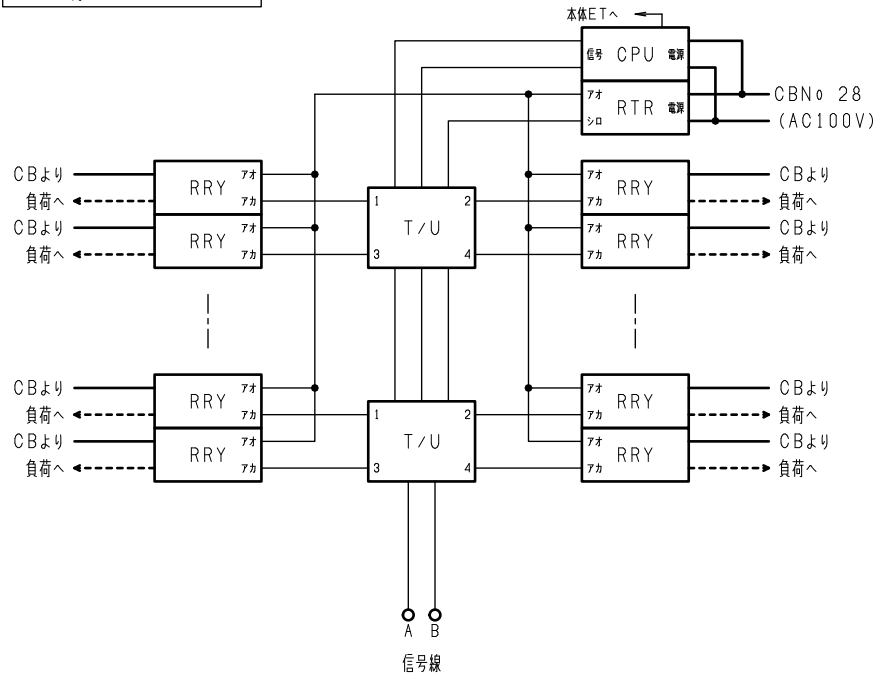 本体ETへ
信号 CPU 電源
アオ RTR 電源 CBNo 28
シロ (AC100V)
CBより RRY アオ アオ RRY CBより
負荷へ アカ 1 2 アカ 負荷へ
T/U
CBより RRY アオ アオ RRY CBより
負荷へ アカ 3 4 アカ 負荷へ
CBより RRY アオ アオ RRY CBより
負荷へ アカ 1 2 アカ 負荷へ
T/U
CBより RRY アオ アオ RRY CBより
負荷へ アカ 3 4 アカ 負荷へ
A B
信号線